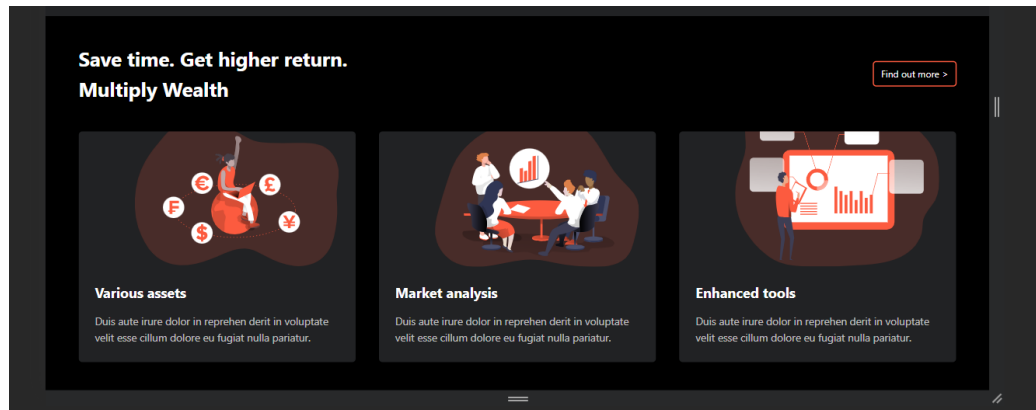 Save time. Get higher return.
Multiply Wealth
Find out more >
€
£
₣
$
¥
Various assets
Duis aute irure dolor in reprehen derit in voluptate
velit esse cillum dolore eu fugiat nulla pariatur.
Market analysis
Duis aute irure dolor in reprehen derit in voluptate
velit esse cillum dolore eu fugiat nulla pariatur.
Enhanced tools
Duis aute irure dolor in reprehen derit in voluptate
velit esse cillum dolore eu fugiat nulla pariatur.